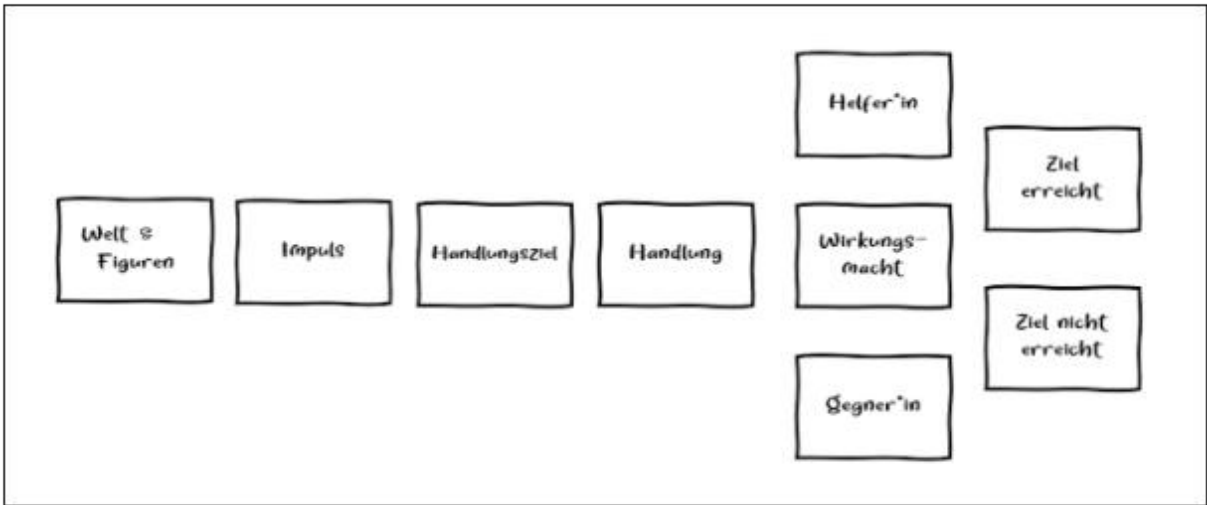 Welt &
Figuren
Impuls
Handlungsziel
Handlung
Helfer*in
Wirkungs-
macht
Gegner*in
Ziel
erreicht
Ziel nicht
erreicht